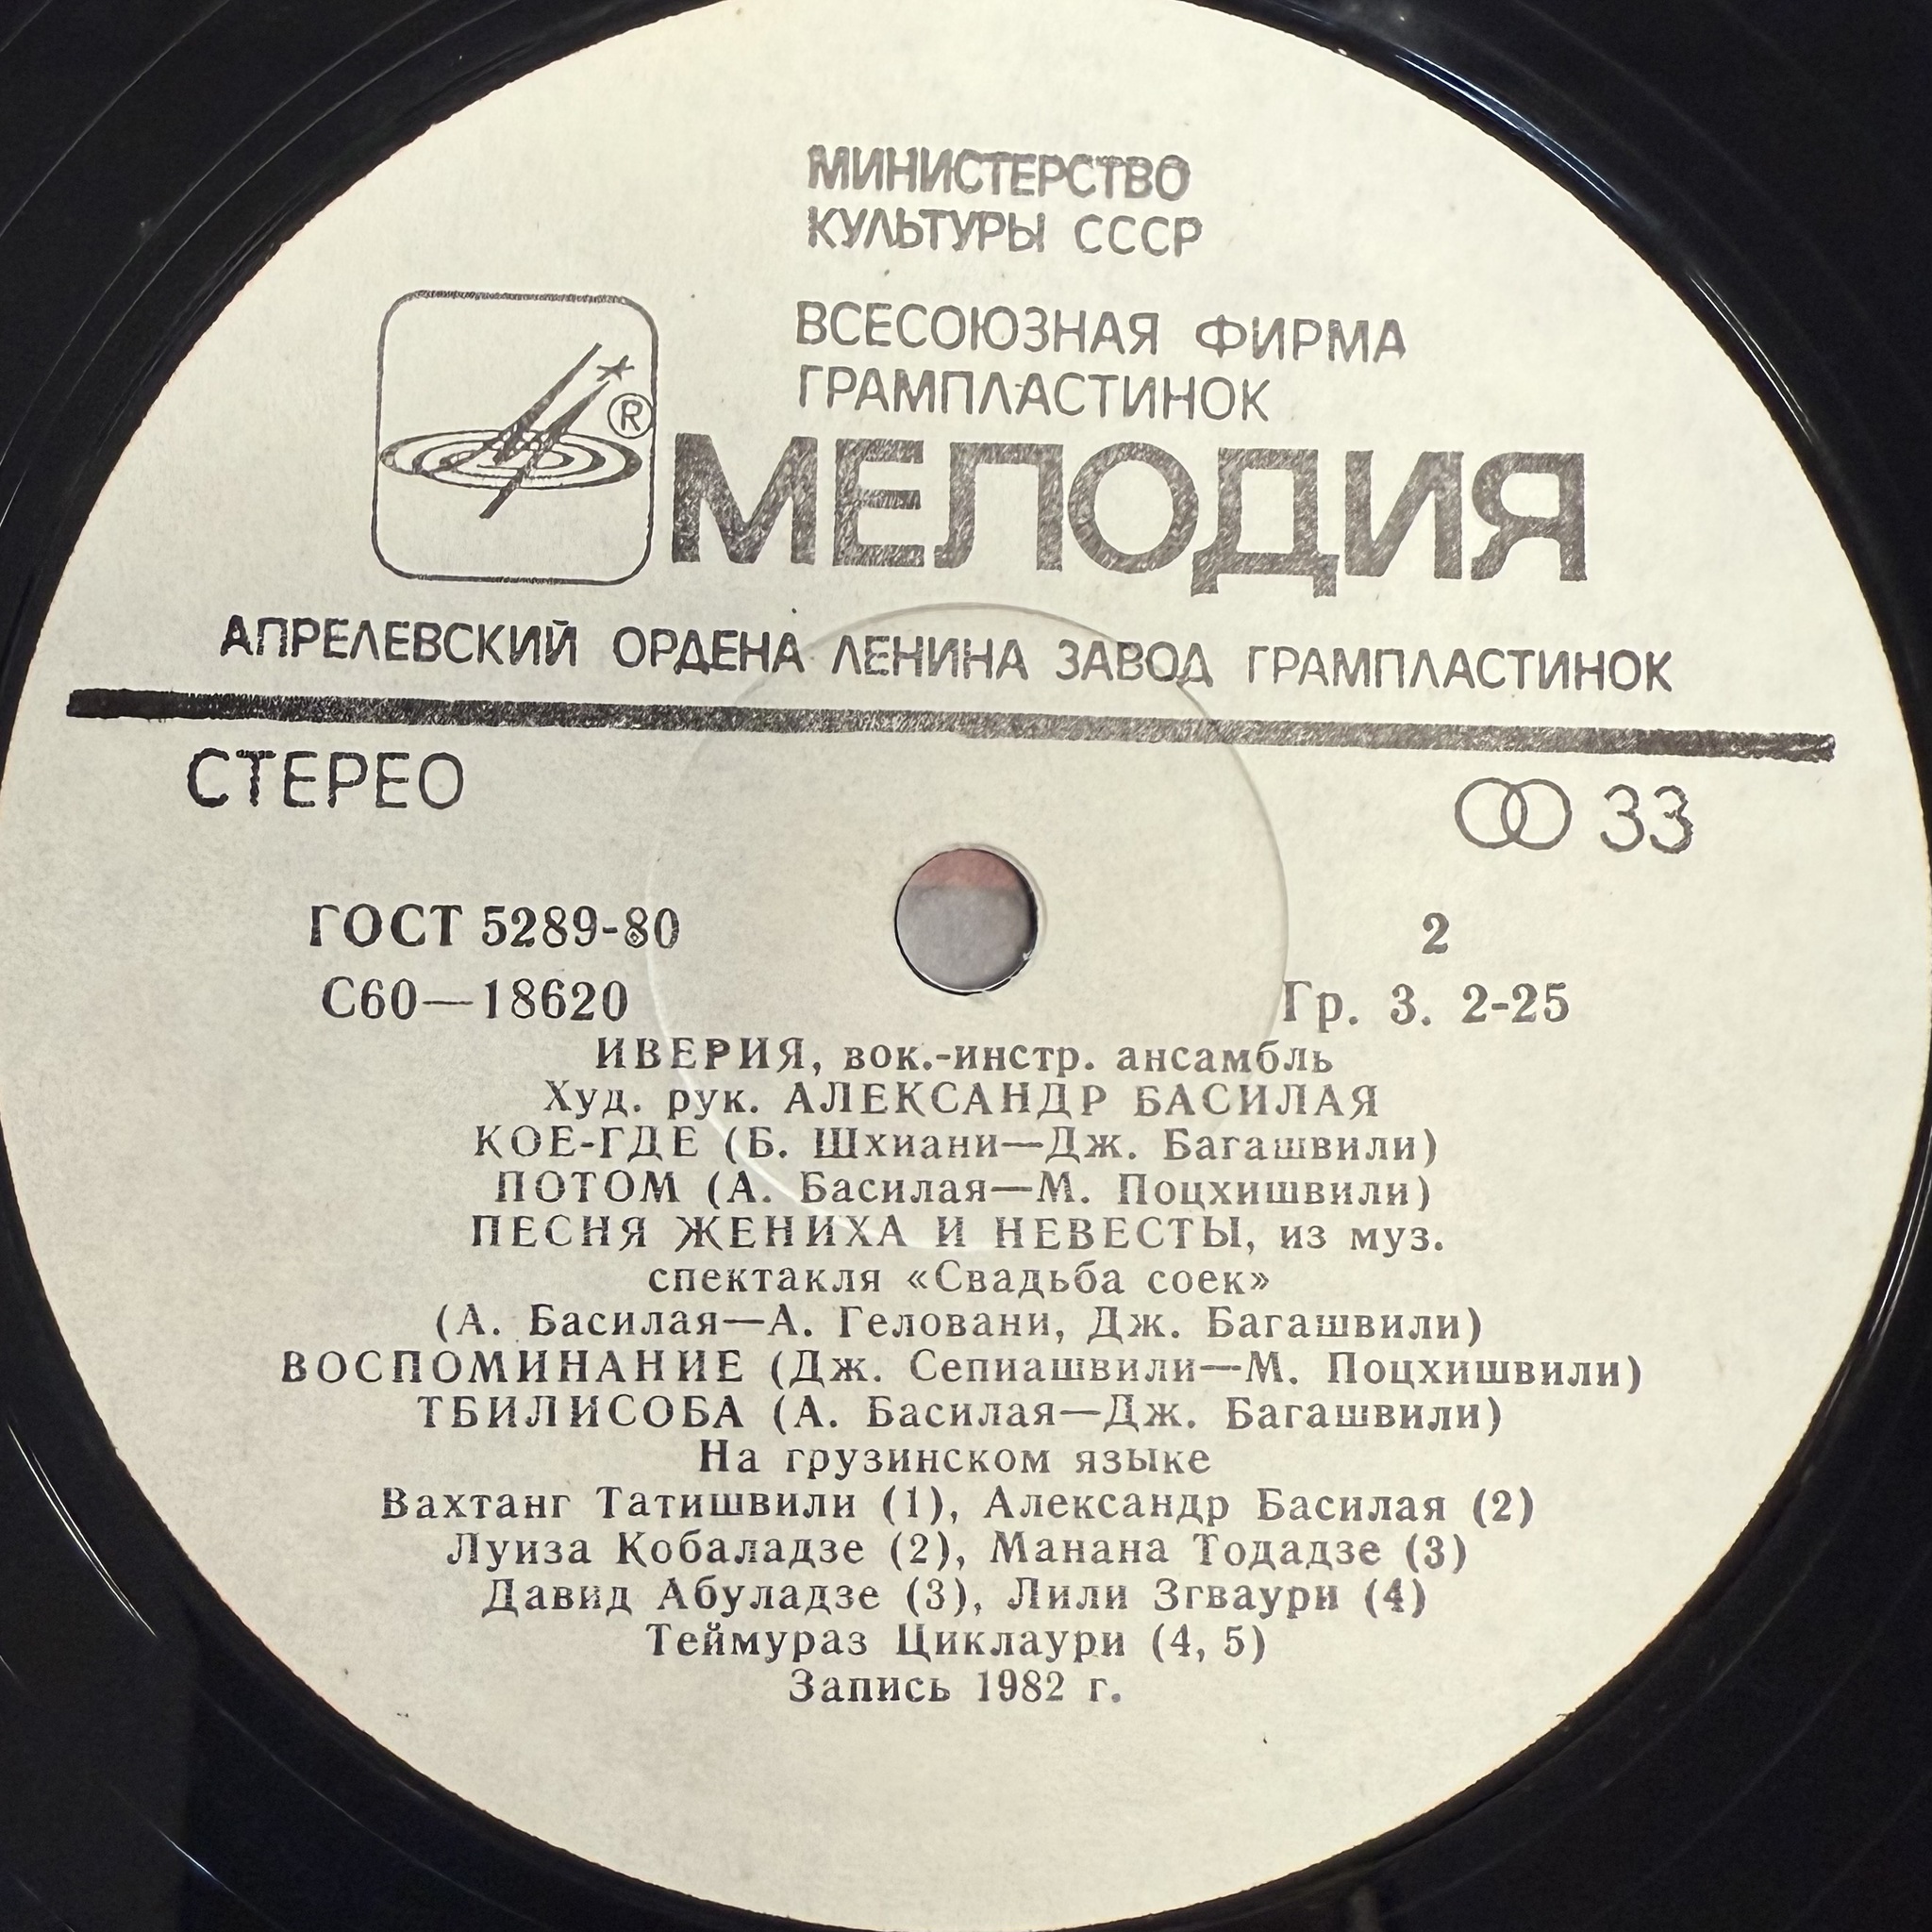 МИНИСТЕРСТВО
КУЛЬТУРЫ СССР
ВСЕСОЮЗНАЯ ФИРМА
ГРАМПЛАСТИНОК
®
МЕЛОДИЯ
АПРЕЛЕВСКИЙ ОРДЕНА ЛЕНИНА ЗАВОД ГРАМПЛАСТИНОК
СТЕРЕО 33
ГОСТ 5289-80 2
С60—18620 Гр. 3. 2-25
ИВЕРИЯ, вок.-инстр. ансамбль
Худ. рук. АЛЕКСАНДР БАСИЛАЯ
КОЕ-ГДЕ (Б. Шхиани—Дж. Багашвили)
ПОТОМ (А. Басилая—М. Поцхишвили)
ПЕСНЯ ЖЕНИХА И НЕВЕСТЫ, из муз.
спектакля «Свадьба соек»
(А. Басилая—А. Геловани, Дж. Багашвили)
ВОСПОМИНАНИЕ (Дж. Сепиашвили—М. Поцхишвили)
ТБИЛИСОБА (А. Басилая—Дж. Багашвили)
На грузинском языке
Вахтанг Татишвили (1), Александр Басилая (2)
Луиза Кобаладзе (2), Манана Тодадзе (3)
Давид Абуладзе (3), Лили Згваури (4)
Теймураз Циклаури (4, 5)
Запись 1982 г.